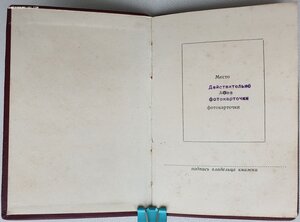 Место
Действительно
без
фотокарточки
фотокарточки
подпись владельца книжки